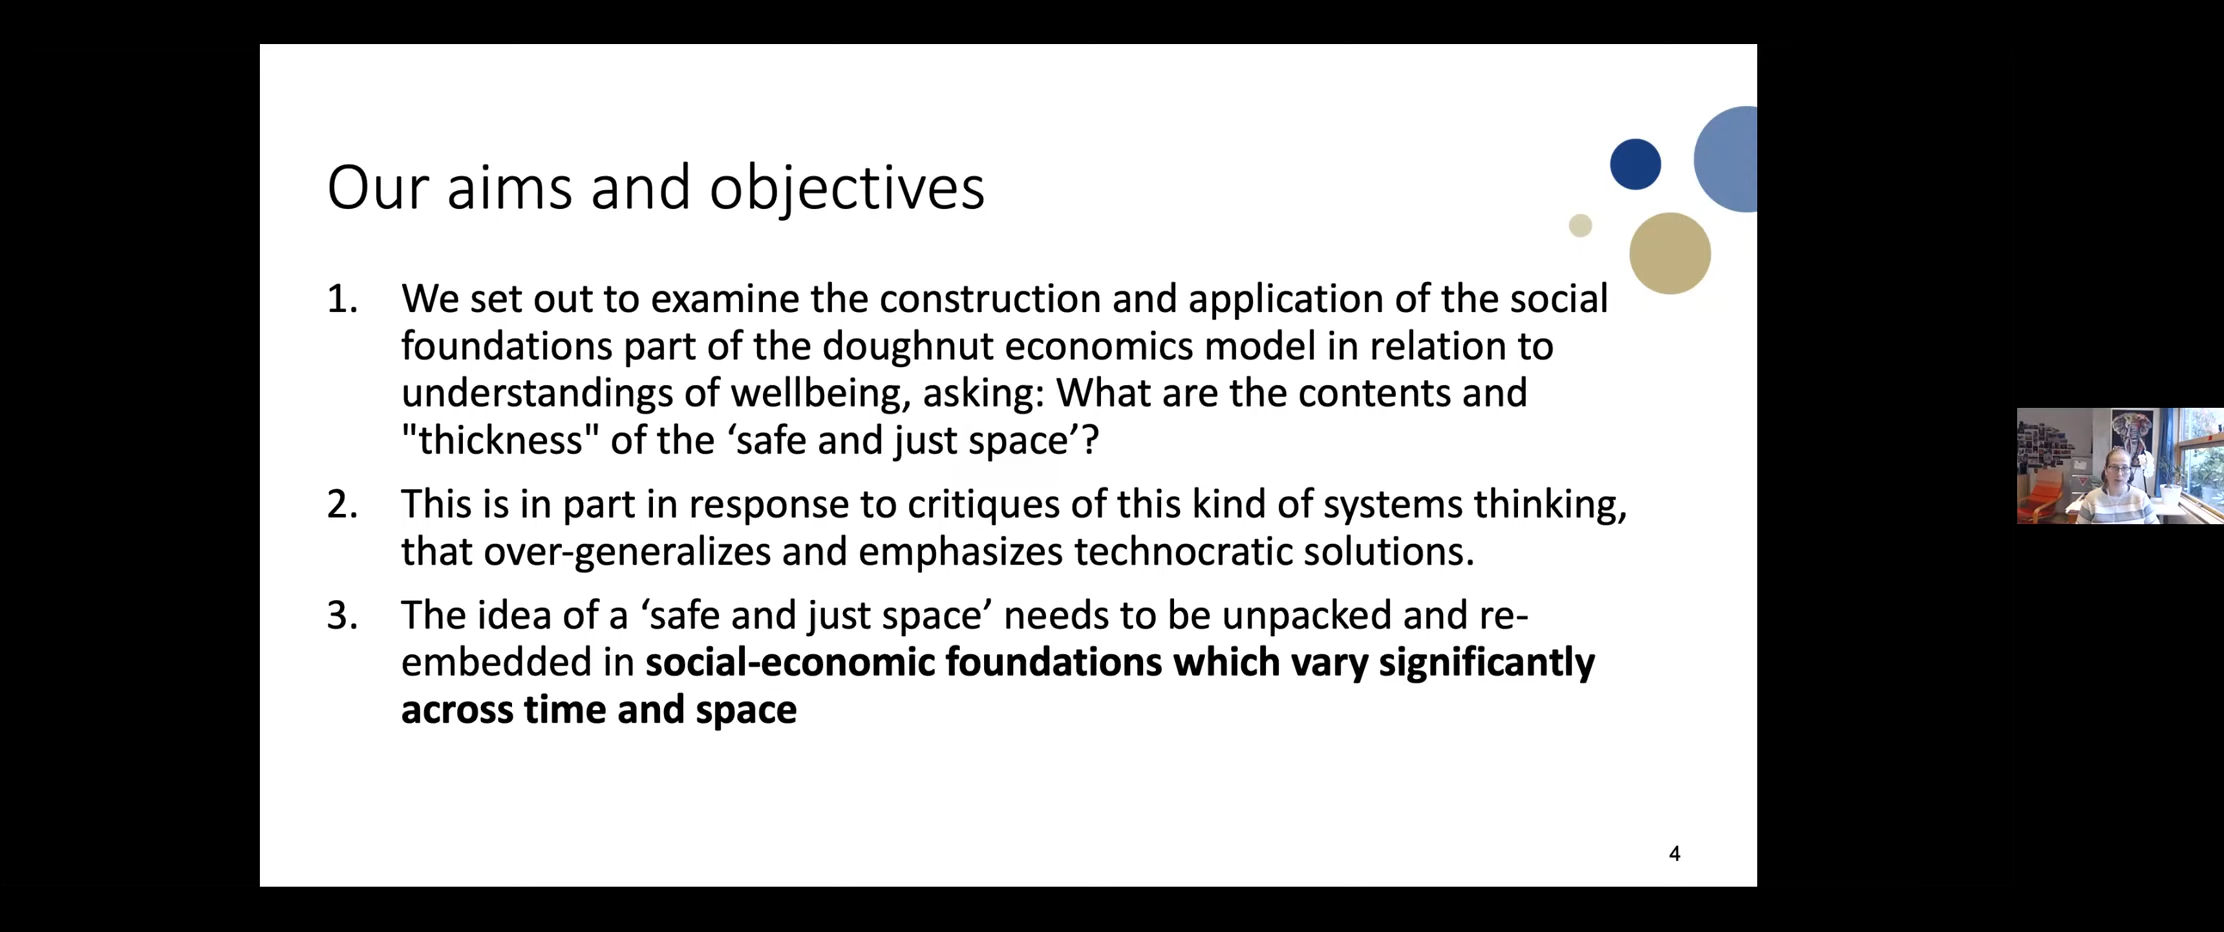 Our aims and objectives
1. We set out to examine the construction and application of the social
foundations part of the doughnut economics model in relation to
understandings of wellbeing, asking: What are the contents and
"thickness" of the ‘safe and just space’?
2. This is in part in response to critiques of this kind of systems thinking,
that over-generalizes and emphasizes technocratic solutions.
3. The idea of a ‘safe and just space’ needs to be unpacked and re-
embedded in social-economic foundations which vary significantly
across time and space
4